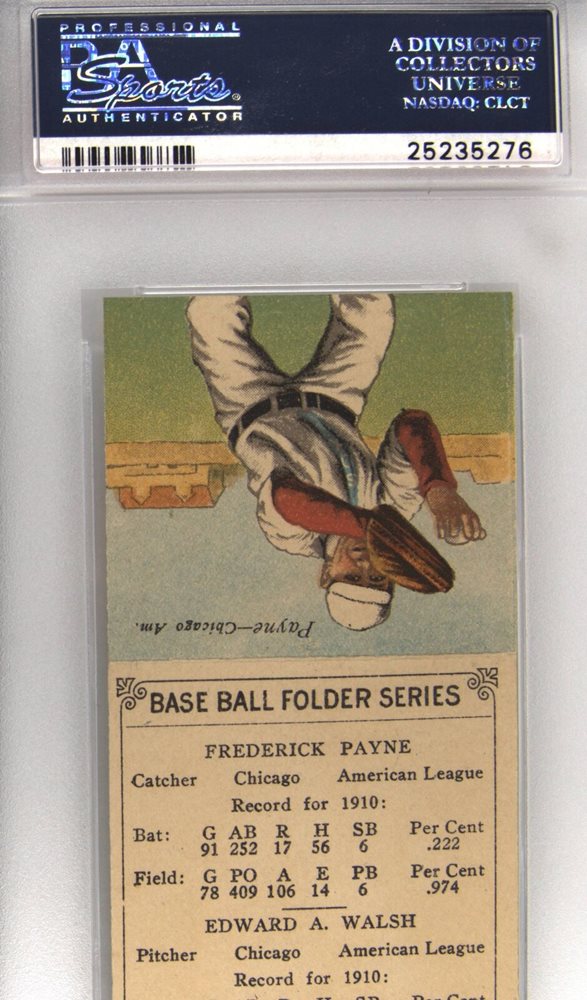 PROFESSIONAL
PSA
Sports®
AUTHENTICATOR
A DIVISION OF
COLLECTORS
UNIVERSE
NASDAQ: CLCT
25235276
Payne—Chicago Am.
BASE BALL FOLDER SERIES
FREDERICK PAYNE
Catcher Chicago American League
Record for 1910:
Bat: G AB R H SB Per Cent
91 252 17 56 6 .222
Field: G PO A E PB Per Cent
78 409 106 14 6 .974
EDWARD A. WALSH
Pitcher Chicago American League
Record for 1910: